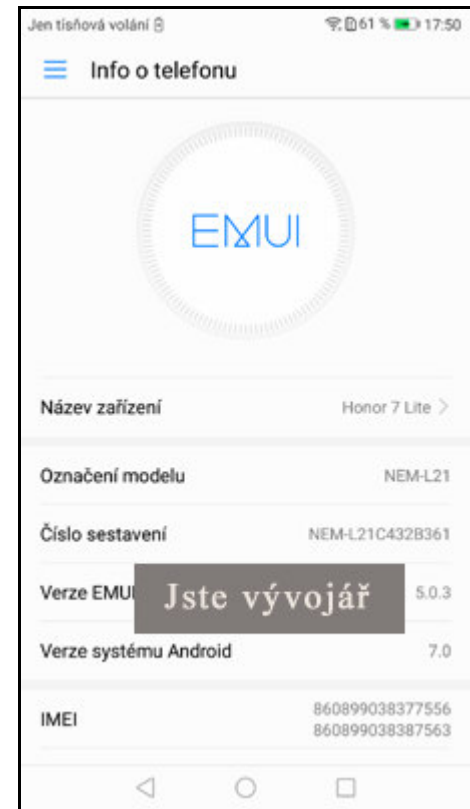 Jen tisňová volání 61 % 17:50
Info o telefonu
EMUI
Název zařízení Honor 7 Lite
Označení modelu NEM-L21
Číslo sestavení NEM-L21C432B361
Verze EMUI 5.0.3
Jste vývojář
Verze systému Android 7.0
IMEI 860899038377556
860899038387563